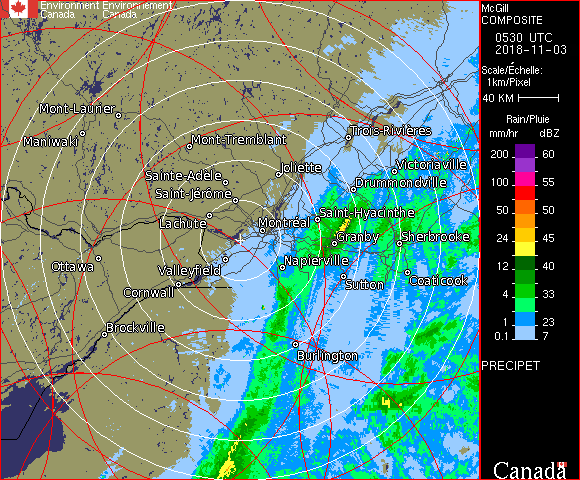 Environment Environnement
Canada Canada
McGill
COMPOSITE
0530 UTC
2018-11-03
Scale/Échelle:
1km/Pixel
40 KM
Rain/Pluie
mm/hr dBZ
200 60
100 55
50 50
24 45
12 40
4 33
1 23
0.1 7
PRECIPET
Canada
Mont-Laurier
Maniwaki
Mont-Tremblant
Trois-Rivières
Joliette
Victoriaville
Sainte-Adèle
Drummondville
Saint-Jérôme
Saint-Hyacinthe
Lachute
Montréal
Granby
Sherbrooke
Ottawa
Valleyfield
Napierville
Coaticook
Cornwall
Sutton
Brockville
Burlington